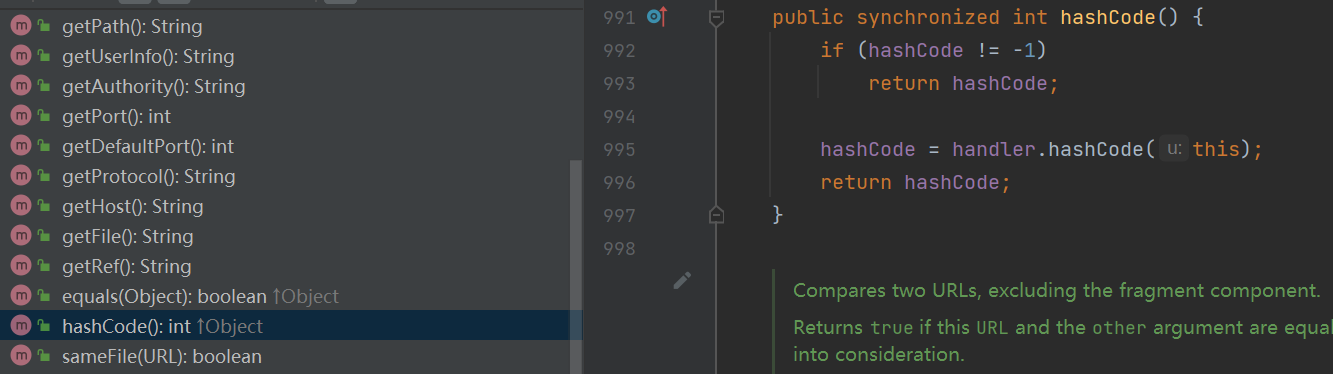 getPath(): String
getUserInfo(): String
getAuthority(): String
getPort(): int
getDefaultPort(): int
getProtocol(): String
getHost(): String
getFile(): String
getRef(): String
equals(Object): boolean ↑Object
hashCode(): int ↑Object
sameFile(URL): boolean
991 public synchronized int hashCode() {
992 if (hashCode != -1)
993 return hashCode;
994
995 hashCode = handler.hashCode( u: this);
996 return hashCode;
997 }
998
Compares two URLs, excluding the fragment component.
Returns true if this URL and the other argument are equal
into consideration.